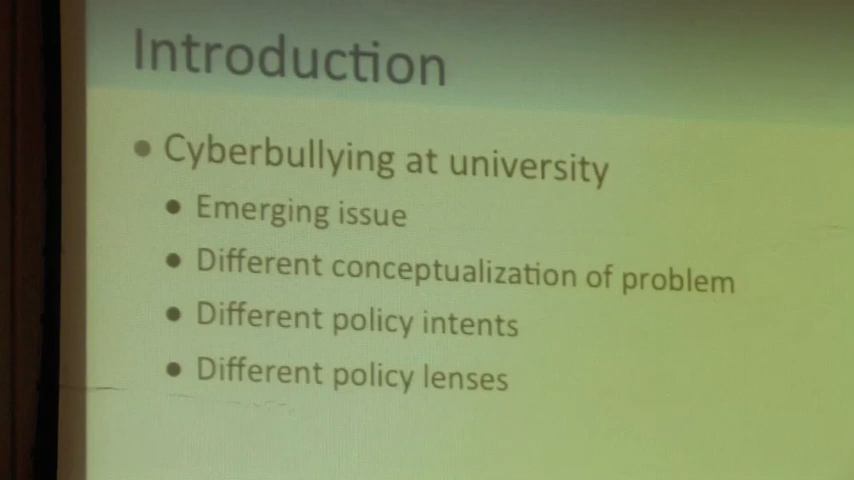 Introduction
• Cyberbullying at university
• Emerging issue
• Different conceptualization of problem
• Different policy intents
• Different policy lenses